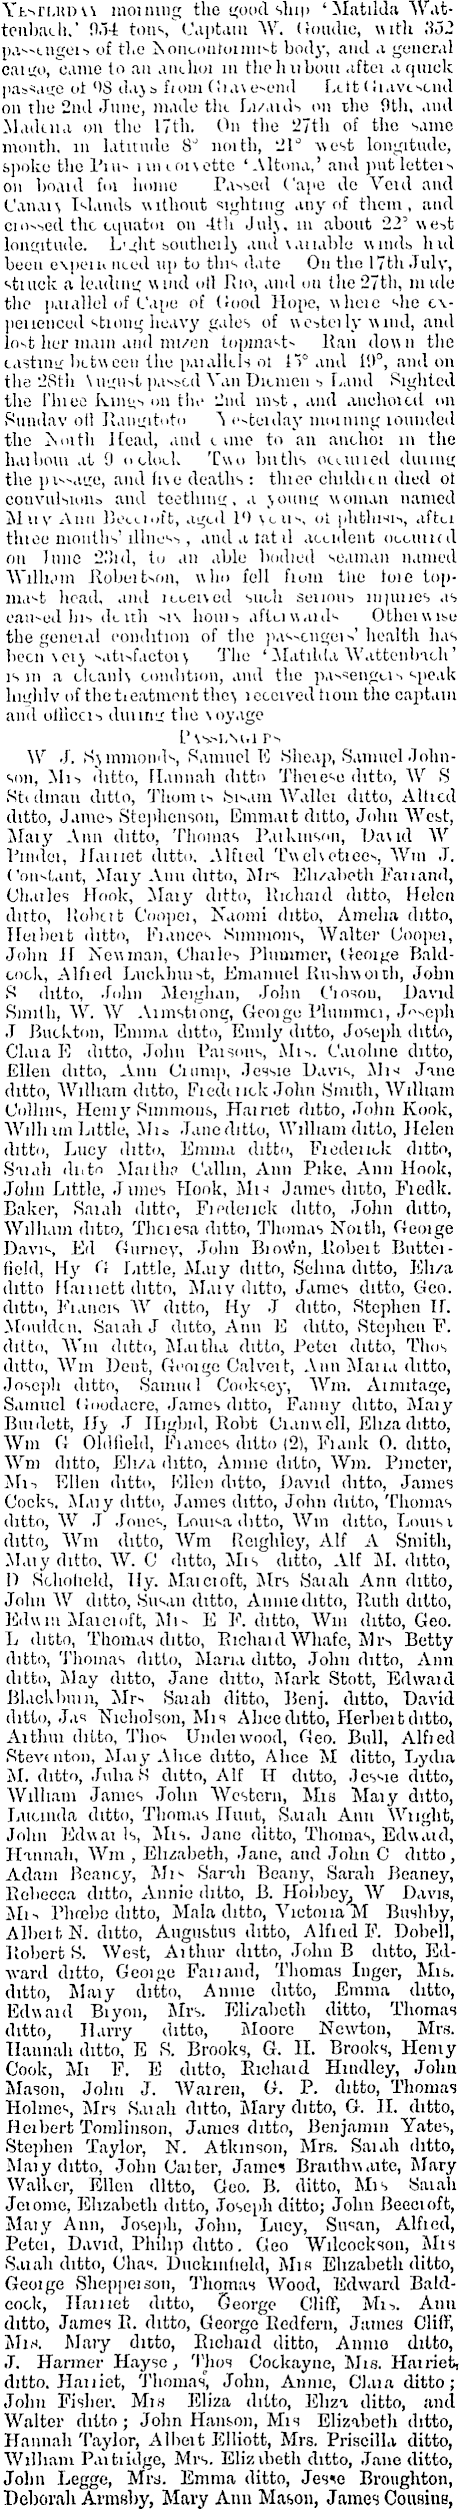 YESTERDAY morning the good ship 'Matilda Wat-
tenbach,' 954 tons, Captain W. Goudie, with 352
passengers of the Nonconformist body, and a general
cargo, came to an anchor in the harbour after a quick
passage of 98 days from Gravesend Left Gravesend
on the 2nd June, made the Lizards on the 9th, and
Madeira on the 17th. On the 27th of the same
month, in latitude 8° north, 21° west longitude,
spoke the Prussian corvette 'Altona,' and put letters
on board for home Passed Cape de Verd and
Canary Islands without sighting any of them, and
crossed the equator on 4th July, in about 22° west
longitude. Light southerly and variable winds had
been experienced up to this date On the 17th July,
struck a leading wind off Rio, and on the 27th, made
the parallel of Cape of Good Hope, where she ex-
perienced strong heavy gales of westerly wind, and
lost her main and mizen topmasts Ran down the
easting between the parallels of 45° and 49°, and on
the 28th August passed Van Diemen's Land Sighted
the Three Kings on the 2nd inst, and anchored on
Sunday off Rangitoto Yesterday morning rounded
the North Head, and came to an anchor in the
harbour at 9 o'clock Two births occurred during
the passage, and five deaths: three children died of
convulsions and teething, a young woman named
Mary Ann Beecroft, aged 19 years, of phthisis, after
three months' illness, and a fatal accident occurred
on June 23rd, to an able bodied seaman named
William Robertson, who fell from the fore top-
mast head, and received such serious injuries as
caused his death six hours afterwards Otherwise
the general condition of the passengers' health has
been very satisfactory The 'Matilda Wattenbach'
is in a cleanly condition, and the passengers speak
highly of the treatment they received from the captain
and officers during the voyage
PASSENGERS
W J. Symmonds, Samuel E Sheap, Samuel John-
son, Mrs ditto, Hannah ditto Therese ditto, W S
Stedman ditto, Thomas Sisam Waller ditto, Alfred
ditto, James Stephenson, Emmart ditto, John West,
Mary Ann ditto, Thomas Parkinson, David W
Pinder, Harriet ditto, Alfred Twelvetrees, Wm J.
Constant, Mary Ann ditto, Mrs Elizabeth Farrand,
Charles Hook, Mary ditto, Richard ditto, Helen
ditto, Robert Cooper, Naomi ditto, Amelia ditto,
Herbert ditto, Frances Simmons, Walter Cooper,
John H Newman, Charles Plummer, George Bald-
cock, Alfred Luckhurst, Emanuel Rushworth, John
S ditto, John Meighan, John Croson, David
Smith, W. W Armstrong, George Plummer, Joseph
J Buckton, Emma ditto, Emily ditto, Joseph ditto,
Clara E ditto, John Parsons, Mrs. Caroline ditto,
Ellen ditto, Ann Crump, Jessie Davis, Mrs Jane
ditto, William ditto, Frederick John Smith, William
Collins, Henry Simmons, Harriet ditto, John Kook,
William Little, Mrs Jane ditto, William ditto, Helen
ditto, Lucy ditto, Emma ditto, Frederick ditto,
Sarah ditto Martha Callin, Ann Pike, Ann Hook,
John Little, James Hook, Mrs James ditto, Fredk.
Baker, Sarah ditto, Frederick ditto, John ditto,
William ditto, Theresa ditto, Thomas North, George
Davis, Ed Gurney, John Brown, Robert Butter-
field, Hy G Little, Mary ditto, Selina ditto, Eliza
ditto Harriett ditto, Mary ditto, James ditto, Geo.
ditto, Francis W ditto, Hy J ditto, Stephen H.
Moulden, Sarah J ditto, Ann E ditto, Stephen F.
ditto, Wm ditto, Martha ditto, Peter ditto, Thos
ditto, Wm Dent, George Calvert, Ann Maria ditto,
Joseph ditto, Samuel Cooksey, Wm. Armitage,
Samuel Goodacre, James ditto, Fanny ditto, Mary
Burdett, Hy J Higbid, Robt Cranwell, Eliza ditto,
Wm G Oldfield, Frances ditto (2), Frank O. ditto,
Wm ditto, Eliza ditto, Annie ditto, Wm. Pineter,
Mrs Ellen ditto, Ellen ditto, David ditto, James
Cocks, Mary ditto, James ditto, John ditto, Thomas
ditto, W J Jones, Louisa ditto, Wm ditto, Louisa
ditto, Wm ditto, Wm Reighley, Alf A Smith,
Mary ditto, W. C ditto, Mrs ditto, Alf M. ditto,
D Schofield, Hy. Marcroft, Mrs Sarah Ann ditto,
John W ditto, Susan ditto, Annie ditto, Ruth ditto,
Edwin Marcroft, Mrs E F. ditto, Wm ditto, Geo.
L ditto, Thomas ditto, Richard Whafe, Mrs Betty
ditto, Thomas ditto, Maria ditto, John ditto, Ann
ditto, May ditto, Jane ditto, Mark Stott, Edward
Blackburn, Mrs Sarah ditto, Benj. ditto, David
ditto, Jas Nicholson, Mrs Alice ditto, Herbert ditto,
Arthur ditto, Thos Underwood, Geo. Bull, Alfred
Steventon, Mary Alice ditto, Alice M ditto, Lydia
M. ditto, Julia S ditto, Alf H ditto, Jessie ditto,
William James John Western, Mrs Mary ditto,
Lucinda ditto, Thomas Hunt, Sarah Ann Wright,
John Edwards, Mrs. Jane ditto, Thomas, Edward,
Hannah, Wm, Elizabeth, Jane, and John C ditto,
Adam Beaney, Mrs Sarah Beany, Sarah Beaney,
Rebecca ditto, Annie ditto, B. Hobbey, W Davis,
Mrs Phœbe ditto, Mala ditto, Victoria M Bushby,
Albert N. ditto, Augustus ditto, Alfred F. Dobell,
Robert S. West, Arthur ditto, John B ditto, Ed-
ward ditto, George Farrand, Thomas Inger, Mrs.
ditto, Mary ditto, Annie ditto, Emma ditto,
Edward Bryon, Mrs. Elizabeth ditto, Thomas
ditto, Harry ditto, Moore Newton, Mrs.
Hannah ditto, E S. Brooks, G. H. Brooks, Henry
Cook, Mr F. E ditto, Richard Hindley, John
Mason, John J. Warren, G. P. ditto, Thomas
Holmes, Mrs Sarah ditto, Mary ditto, G. H. ditto,
Herbert Tomlinson, James ditto, Benjamin Yates,
Stephen Taylor, N. Atkinson, Mrs. Sarah ditto,
Mary ditto, John Carter, James Braithwaite, Mary
Walker, Ellen ditto, Geo. B. ditto, Mrs Sarah
Jerome, Elizabeth ditto, Joseph ditto; John Beecroft,
Mary Ann, Joseph, John, Lucy, Susan, Alfred,
Peter, David, Philip ditto. Geo Wilcockson, Mrs
Sarah ditto, Chas. Duckinfield, Mrs Elizabeth ditto,
George Shepperson, Thomas Wood, Edward Bald-
cock, Harriet ditto, George Cliff, Mrs. Ann
ditto, James R. ditto, George Redfern, James Cliff,
Mrs. Mary ditto, Richard ditto, Annie ditto,
J. Harmer Hayse, Thos Cockayne, Mrs. Harriet,
ditto, Harriet, Thomas, John, Annie, Clara ditto;
John Fisher, Mrs Eliza ditto, Eliza ditto, and
Walter ditto; John Hanson, Mrs Elizabeth ditto,
Hannah Taylor, Albert Elliott, Mrs. Priscilla ditto,
William Partridge, Mrs. Elizabeth ditto, Jane ditto,
John Legge, Mrs. Emma ditto, Jesse Broughton,
Deborah Armsby, Mary Ann Mason, James Cousins,